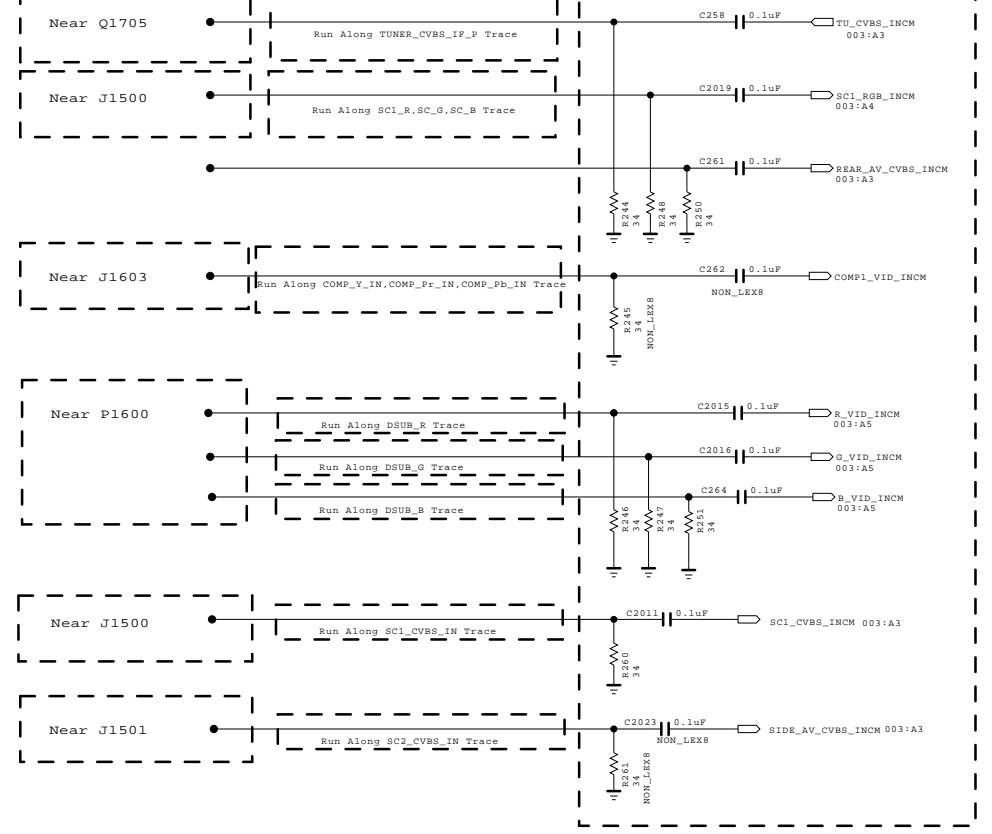 Near Q1705
Run Along TUNER_CVBS_IF_P Trace
C258
0.1uF
TU_CVBS_INCM
003:A3
Near J1500
Run Along SC1_R,SC_G,SC_B Trace
C2019
0.1uF
SC1_RGB_INCM
003:A4
C261
0.1uF
REAR_AV_CVBS_INCM
003:A3
R244
34
R248
34
R250
34
Near J1603
Run Along COMP_Y_IN,COMP_Pr_IN,COMP_Pb_IN Trace
C262
0.1uF
NON_LEX8
COMP1_VID_INCM
R245
34
NON_LEX8
Near P1600
Run Along DSUB_R Trace
C2015
0.1uF
R_VID_INCM
003:A5
Run Along DSUB_G Trace
C2016
0.1uF
G_VID_INCM
003:A5
Run Along DSUB_B Trace
C264
0.1uF
B_VID_INCM
003:A5
R246
34
R247
34
R251
34
Near J1500
Run Along SC1_CVBS_IN Trace
C2011
0.1uF
SC1_CVBS_INCM 003:A3
R260
34
Near J1501
Run Along SC2_CVBS_IN Trace
C2023
0.1uF
NON_LEX8
SIDE_AV_CVBS_INCM 003:A3
R261
34
NON_LEX8